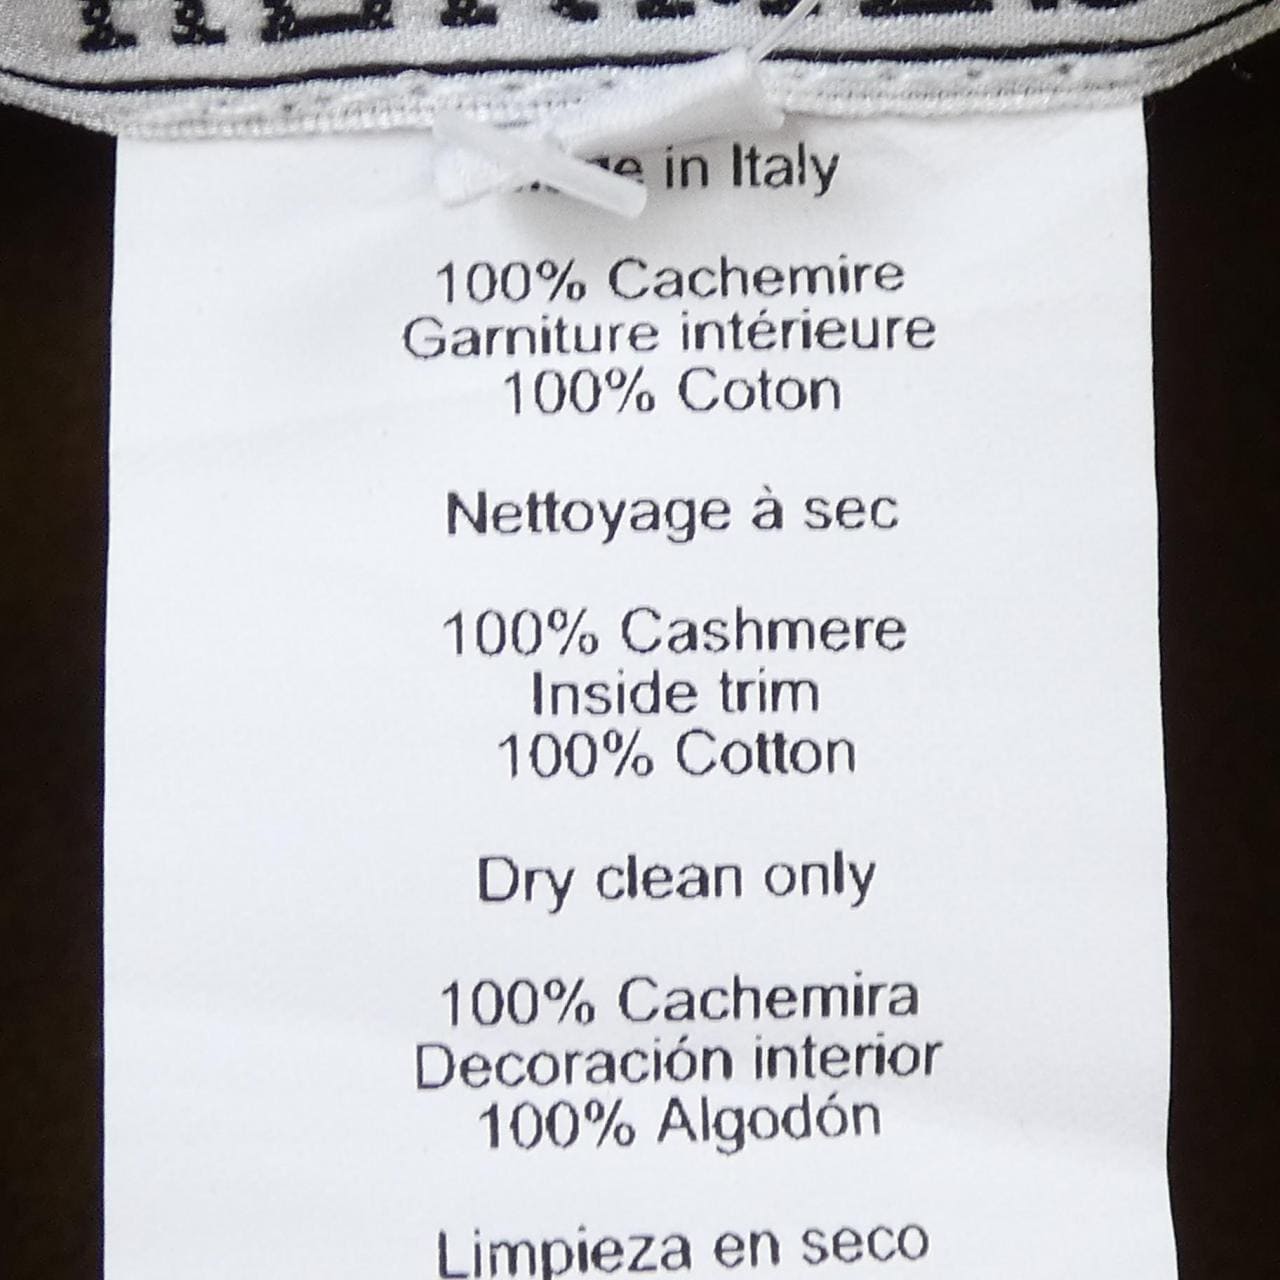 in Italy
100% Cachemire
Garniture intérieure
100% Coton
Nettoyage à sec
100% Cashmere
Inside trim
100% Cotton
Dry clean only
100% Cachemira
Decoración interior
100% Algodón
Limpieza en seco